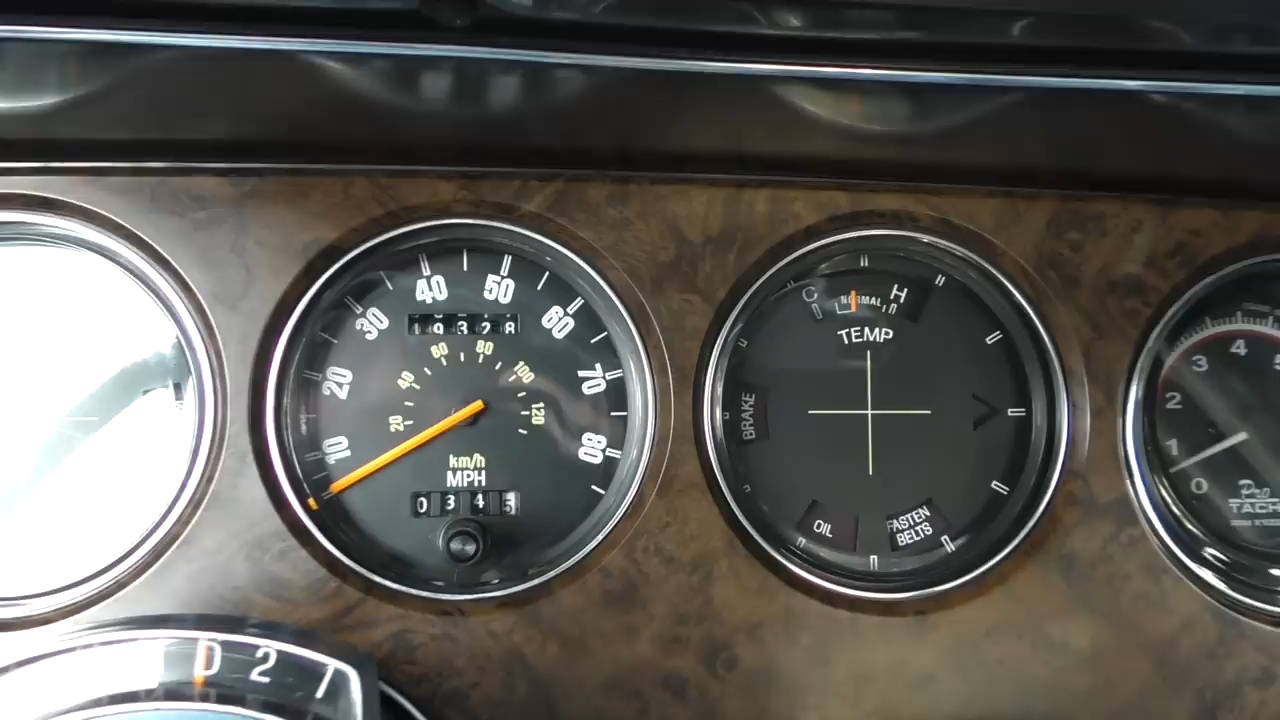 10
20
30
40
50
60
70
80
19328
20
40
60
80
100
120
km/h
MPH
0345
C
NORMAL
H
TEMP
BRAKE
OIL
FASTEN
BELTS
0
1
2
3
4
Pro
TACH
D 2 1